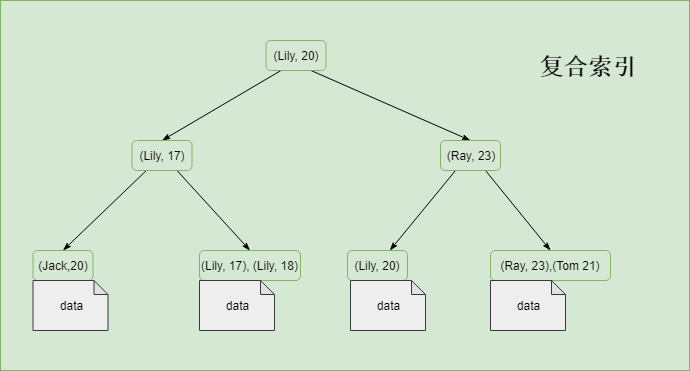 (Lily, 20)
复合索引
(Lily, 17)
(Ray, 23)
(Jack,20)
(Lily, 17), (Lily, 18)
(Lily, 20)
(Ray, 23),(Tom 21)
data
data
data
data